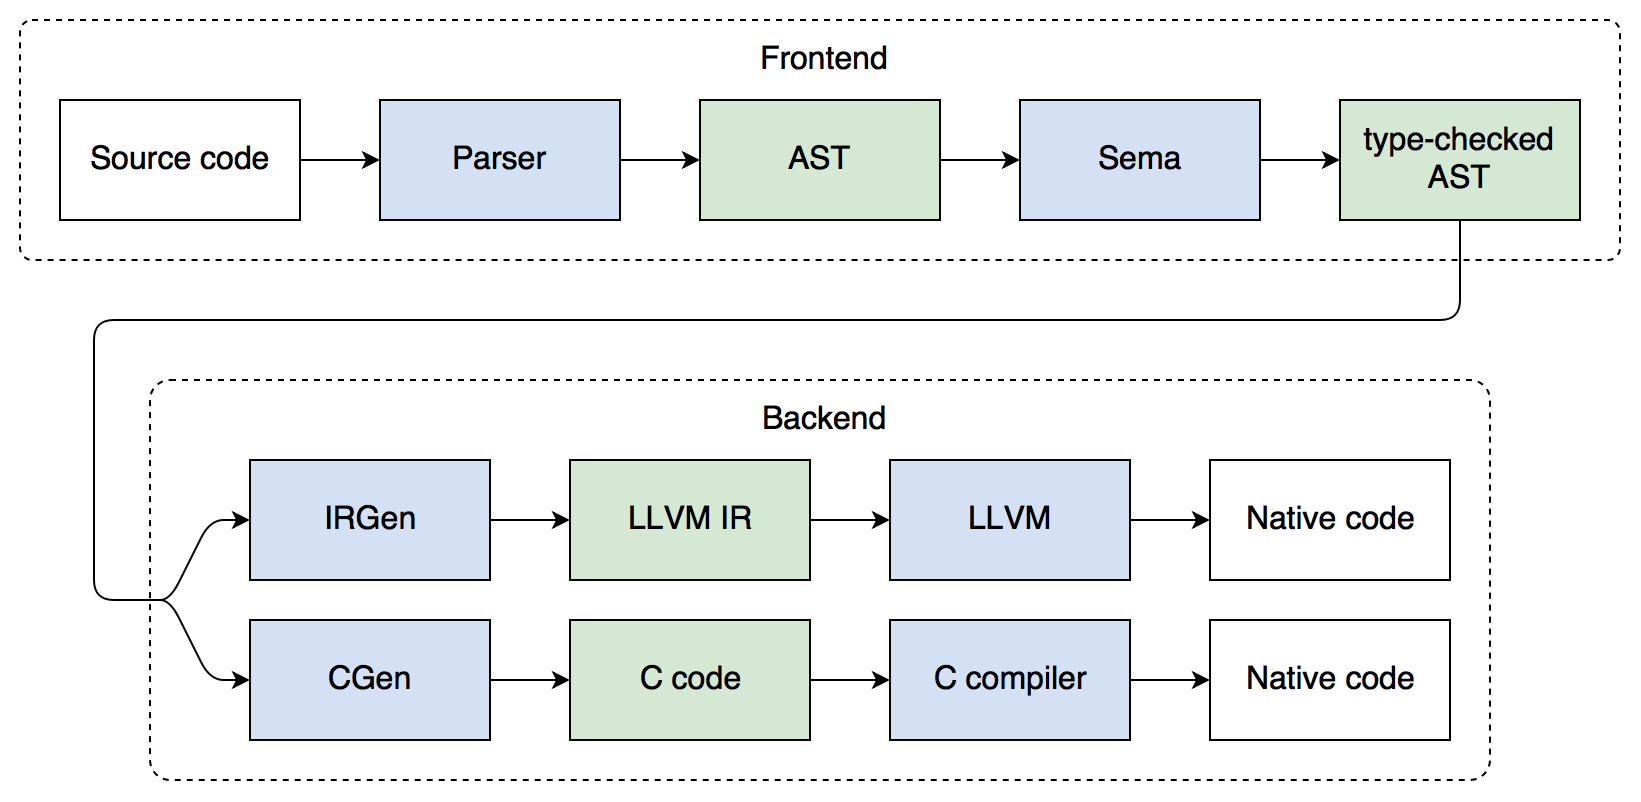 Frontend
Source code
Parser
AST
Sema
type-checked
AST
Backend
IRGen
LLVM IR
LLVM
Native code
CGen
C code
C compiler
Native code